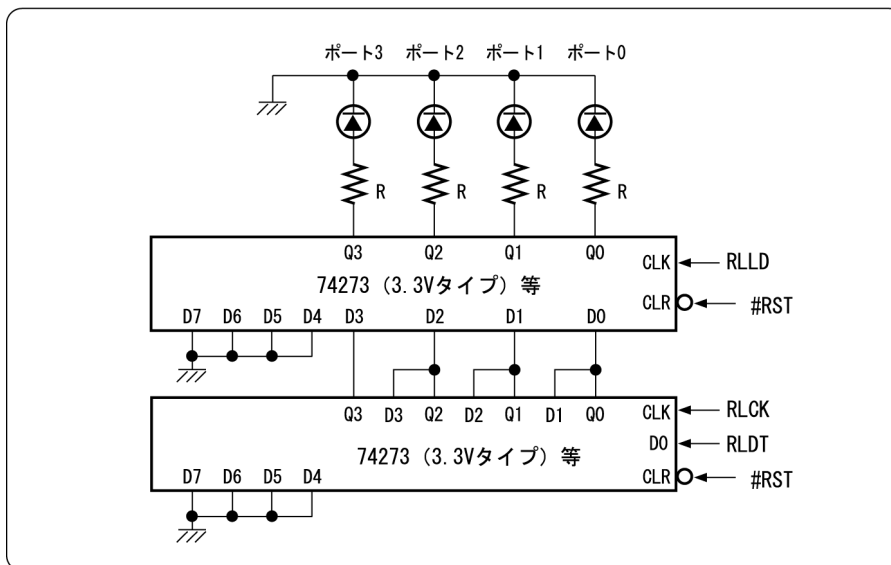 ポート3 ポート2 ポート1 ポート0
R R R R
Q3 Q2 Q1 Q0
CLK RLLD
74273 (3.3Vタイプ) 等
CLR #RST
D7 D6 D5 D4 D3 D2 D1 D0
Q3 D3 Q2 D2 Q1 D1 Q0 CLK RLCK
D0 RLDT
74273 (3.3Vタイプ) 等
D7 D6 D5 D4 CLR #RST